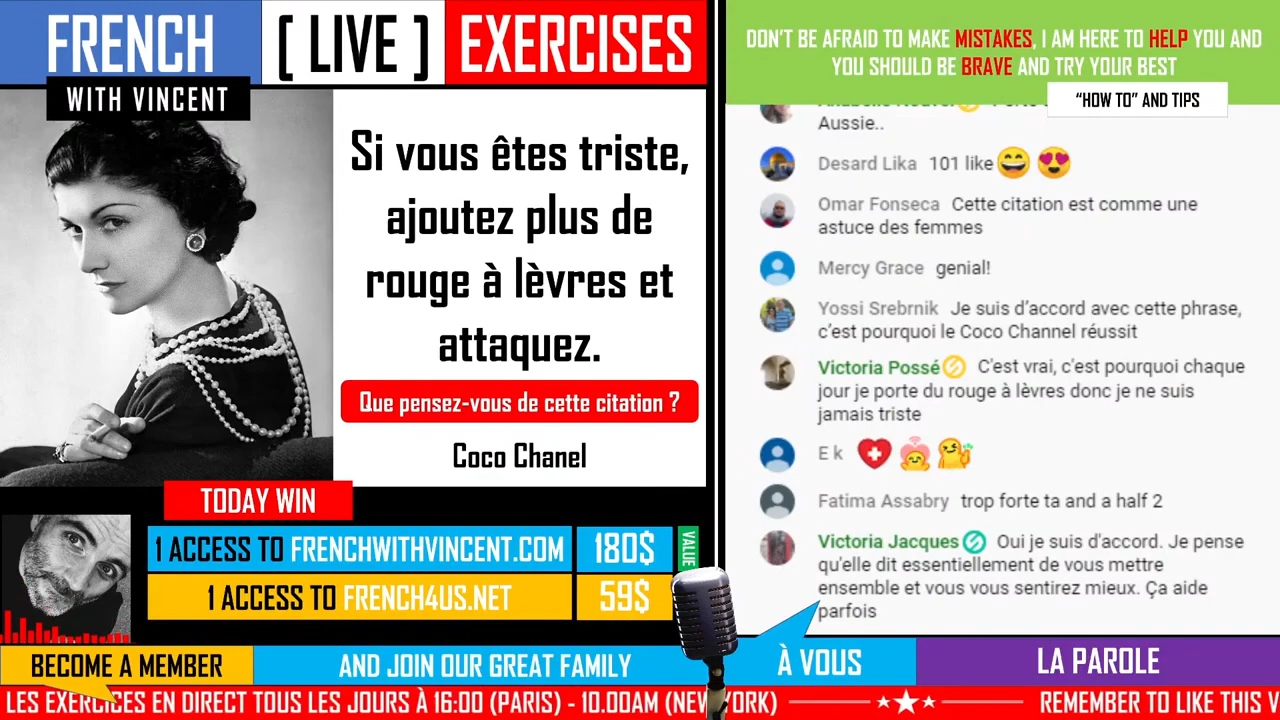 FRENCH
[ LIVE ]
EXERCISES
WITH VINCENT
Si vous êtes triste,
ajoutez plus de
rouge à lèvres et
attaquez.
Que pensez-vous de cette citation ?
Coco Chanel
TODAY WIN
1 ACCESS TO FRENCHWITHVINCENT.COM
180$
VALUE
1 ACCESS TO FRENCH4US.NET
59$
DON'T BE AFRAID TO MAKE MISTAKES, I AM HERE TO HELP YOU AND
YOU SHOULD BE BRAVE AND TRY YOUR BEST
"HOW TO" AND TIPS
Aussie..
Desard Lika 101 like
Omar Fonseca Cette citation est comme une
astuce des femmes
Mercy Grace genial!
Yossi Srebrnik Je suis d'accord avec cette phrase,
c'est pourquoi le Coco Channel réussit
Victoria Possé C'est vrai, c'est pourquoi chaque
jour je porte du rouge à lèvres donc je ne suis
jamais triste
E k
Fatima Assabry trop forte ta and a half 2
Victoria Jacques Oui je suis d'accord. Je pense
qu'elle dit essentiellement de vous mettre
ensemble et vous vous sentirez mieux. Ça aide
parfois
BECOME A MEMBER
AND JOIN OUR GREAT FAMILY
À VOUS
LA PAROLE
LES EXERCICES EN DIRECT TOUS LES JOURS À 16:00 (PARIS) - 10.00AM (NEW YORK)
REMEMBER TO LIKE THIS V